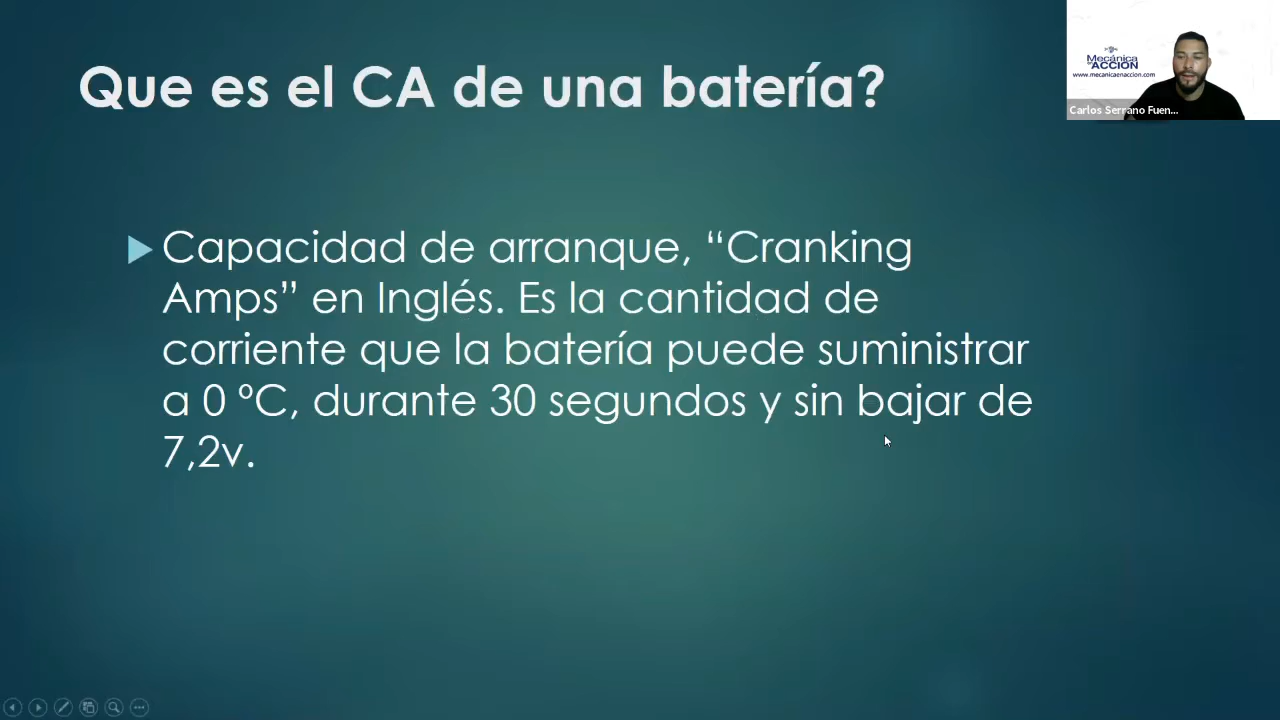 Que es el CA de una batería?
Mecánica
en ACCIÓN
www.mecanicaenaccion.com
Carlos Serrano Fuen...
Capacidad de arranque, “Cranking
Amps” en Inglés. Es la cantidad de
corriente que la batería puede suministrar
a 0 ºC, durante 30 segundos y sin bajar de
7,2v.